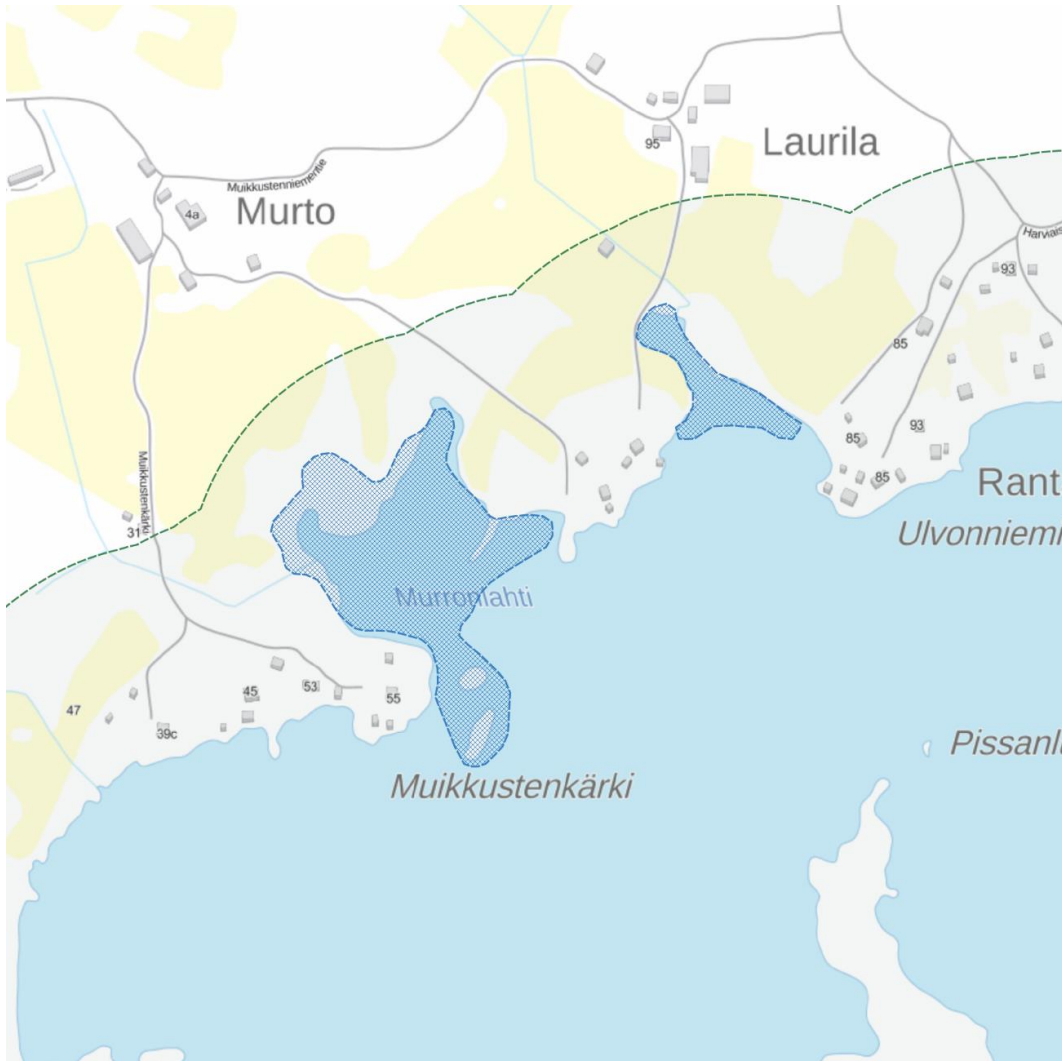 Laurila
95
Muikkustenniementie
4a
Murto
Harviais
93
85
93
85
85
Rant
Ulvonniemi
Muikkustenkärki
31
Murronlahti
53
45
55
47
39c
Pissanl
Muikkustenkärki